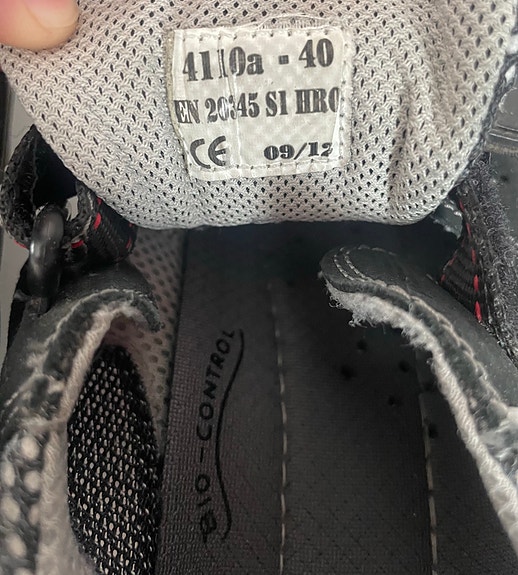 4110a - 40
EN 20345 S1 HRO
CE 09/12
BIO-CONTROL